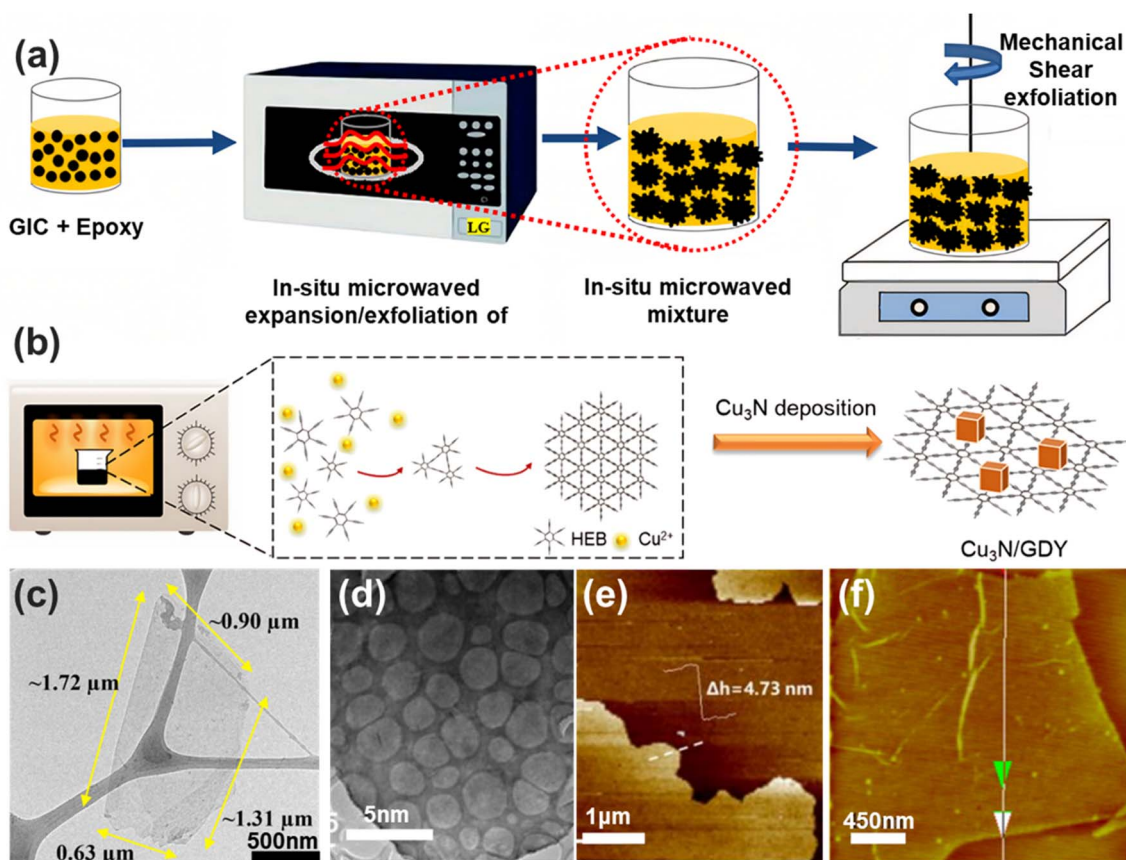 (a)
GIC + Epoxy
LG
In-situ microwaved
expansion/exfoliation of
In-situ microwaved
mixture
Mechanical
Shear
exfoliation
(b)
HEB
Cu²⁺
Cu₃N deposition
Cu₃N/GDY
(c)
~0.90 µm
~1.72 µm
~1.31 µm
0.63 µm
500nm
(d)
5nm
(e)
Δh=4.73 nm
1µm
(f)
450nm